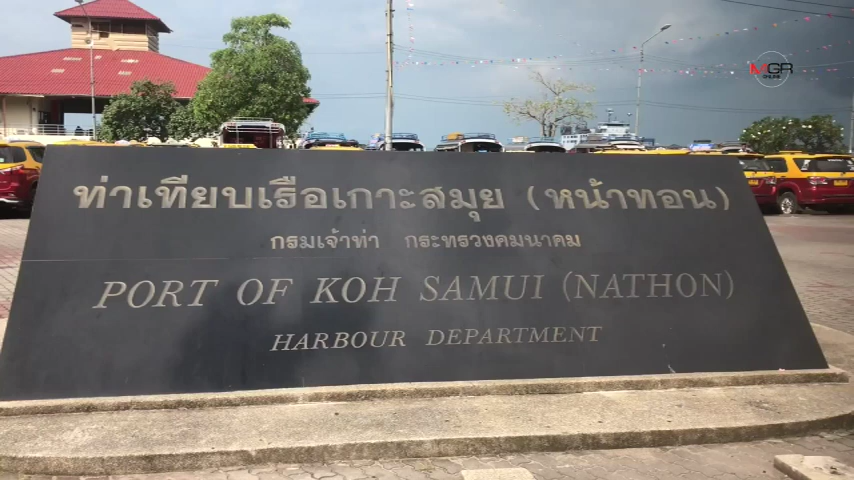 MGR
ONLINE
ท่าเทียบเรือเกาะสมุย (หน้าทอน)
กรมเจ้าท่า กระทรวงคมนาคม
PORT OF KOH SAMUI (NATHON)
HARBOUR DEPARTMENT